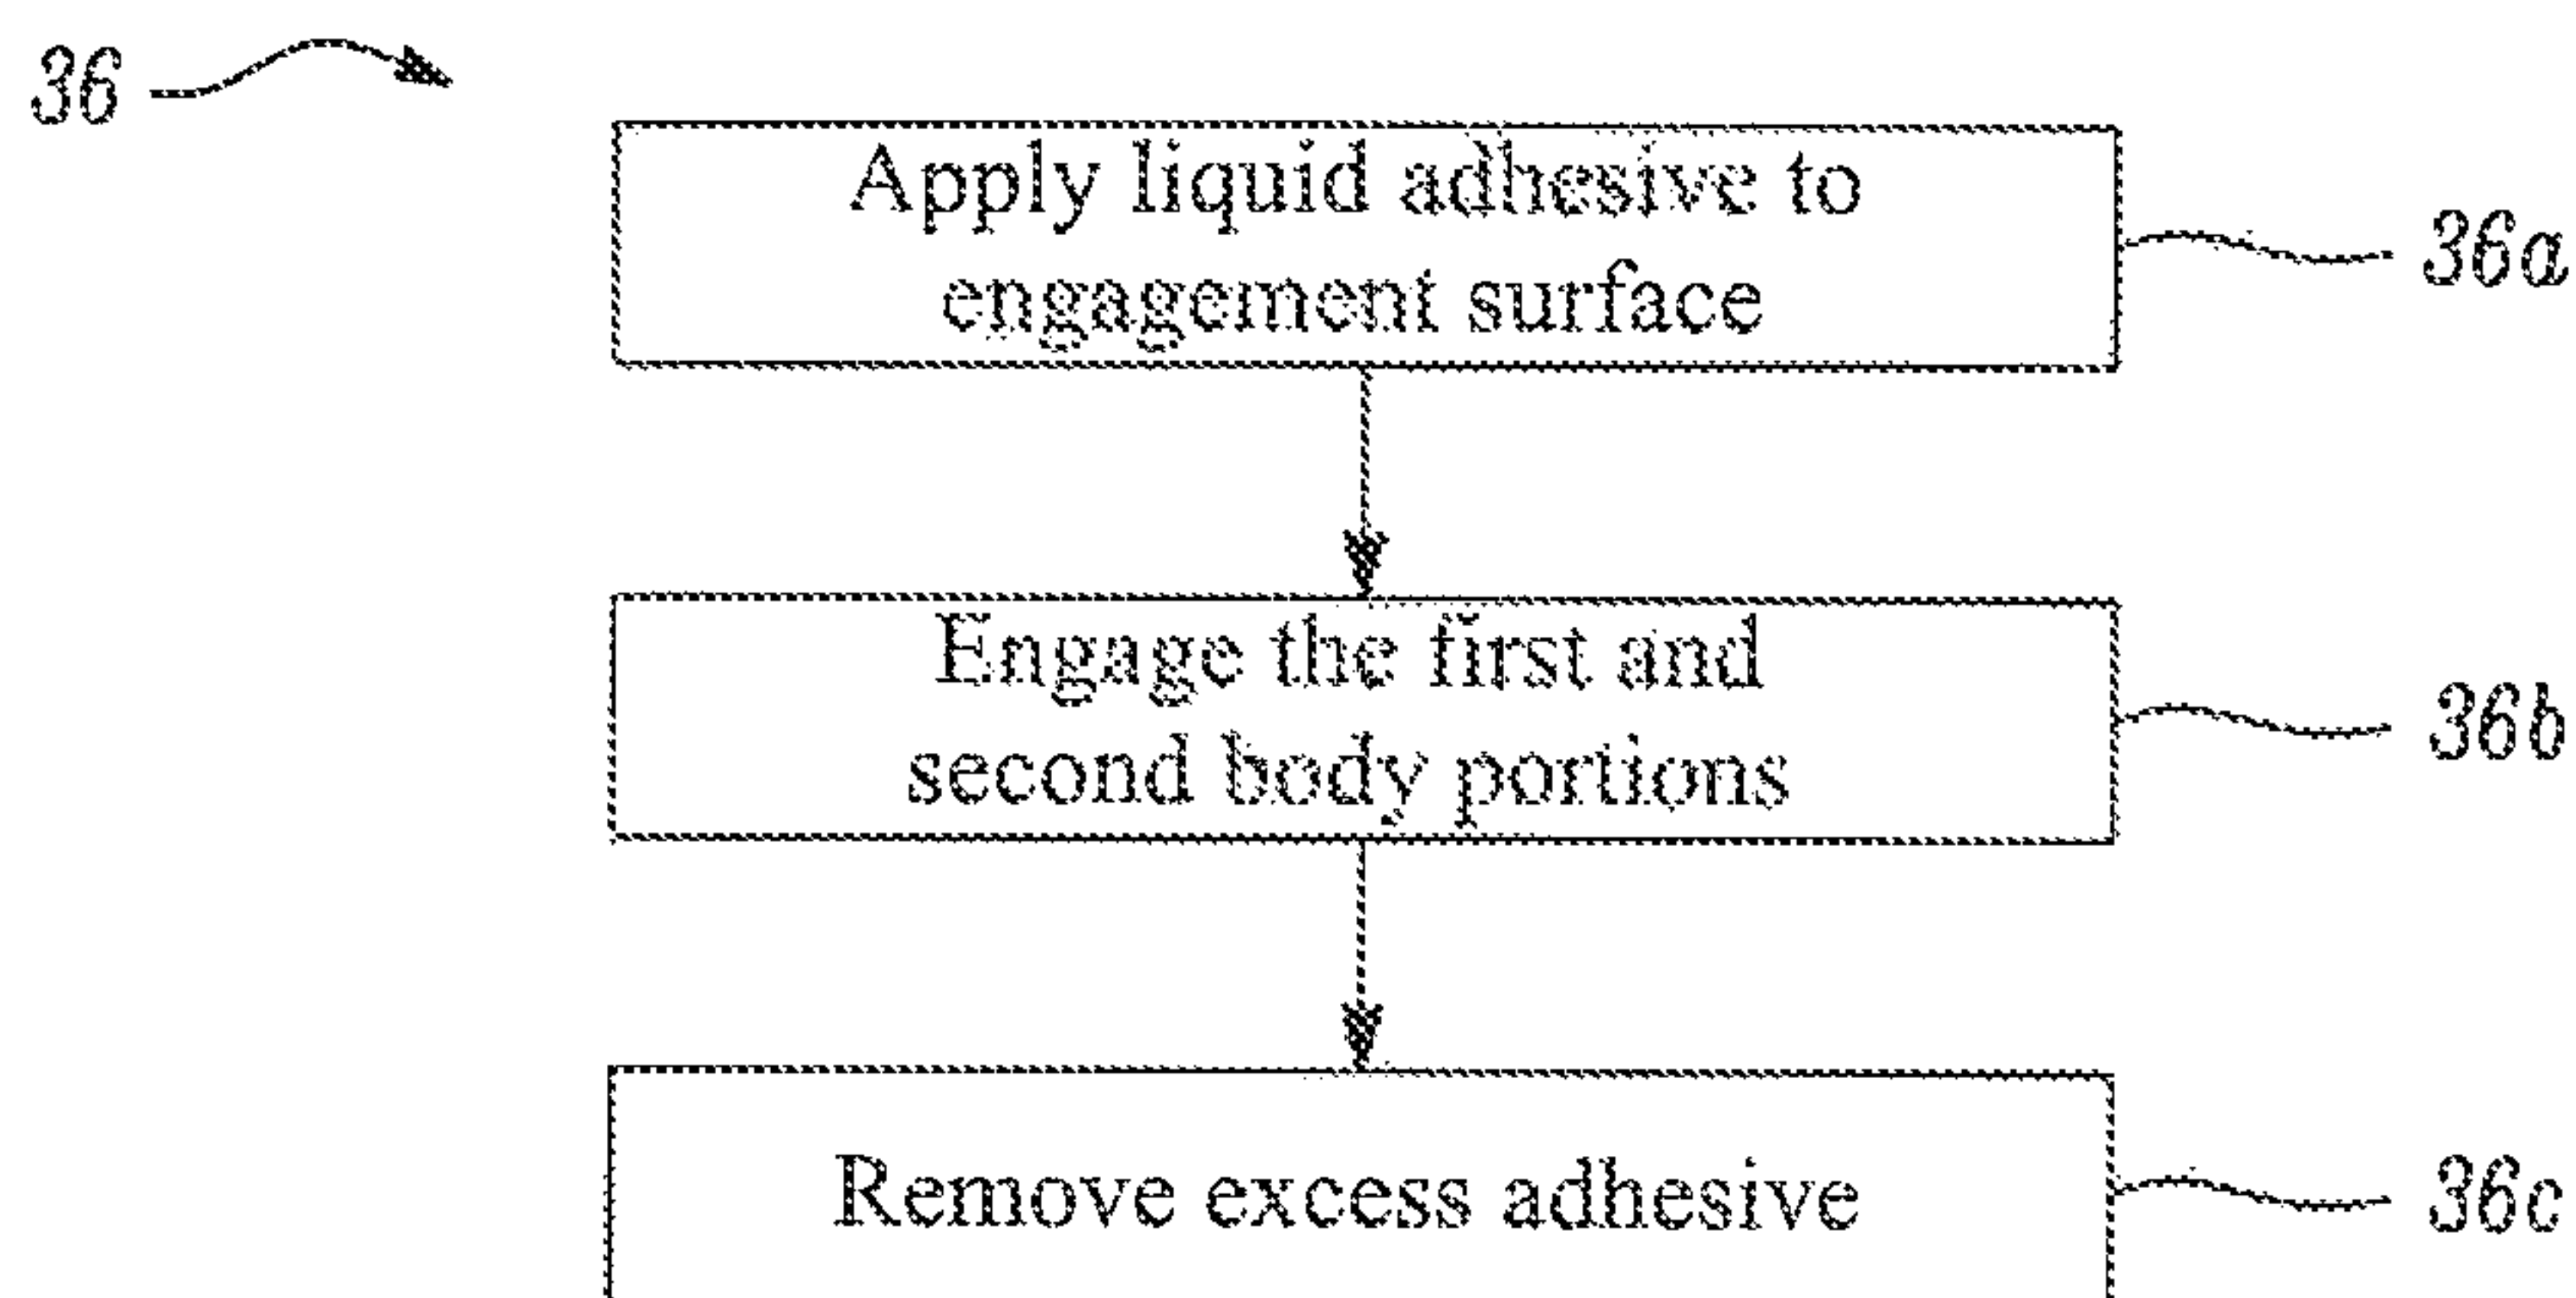 36
Apply liquid adhesive to
engagement surface
36a
Engage the first and
second body portions
36b
Remove excess adhesive
36c